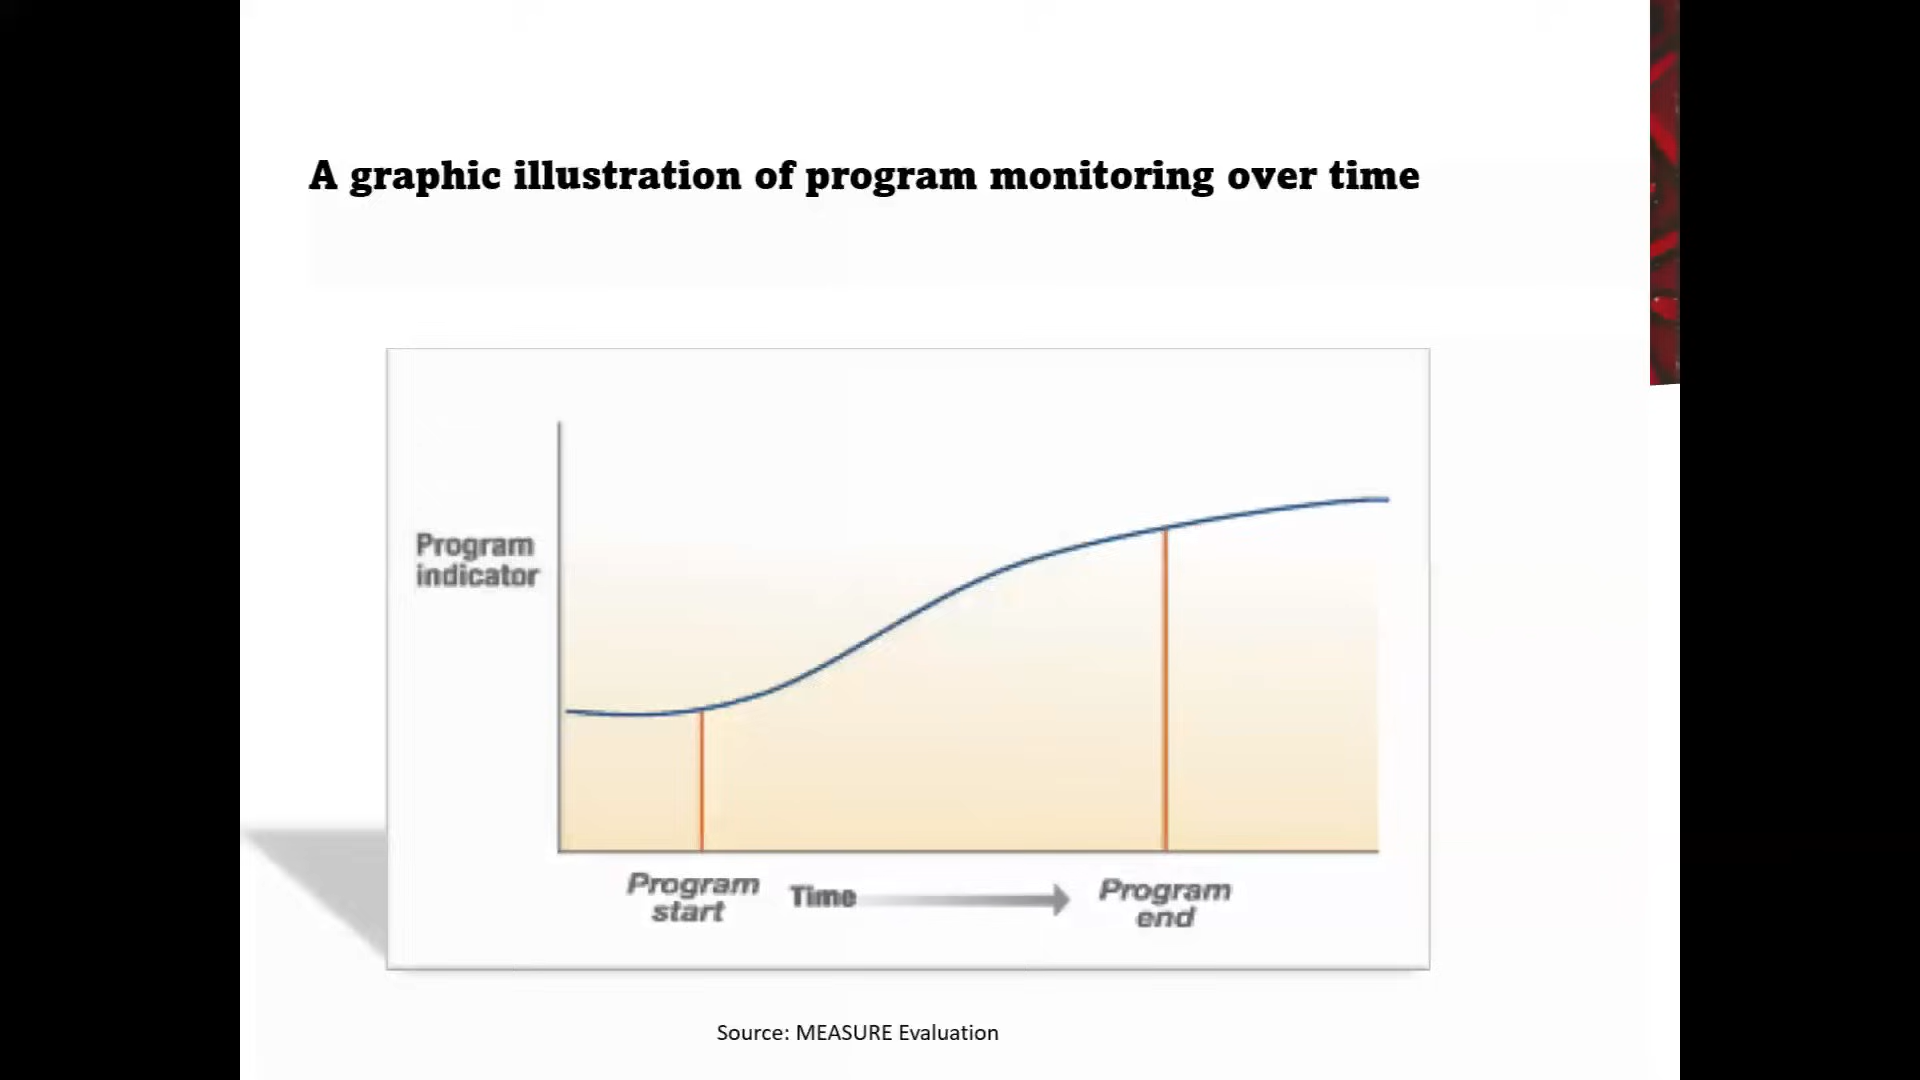 A graphic illustration of program monitoring over time
Program
indicator
Program
start
Time
Program
end
Source: MEASURE Evaluation